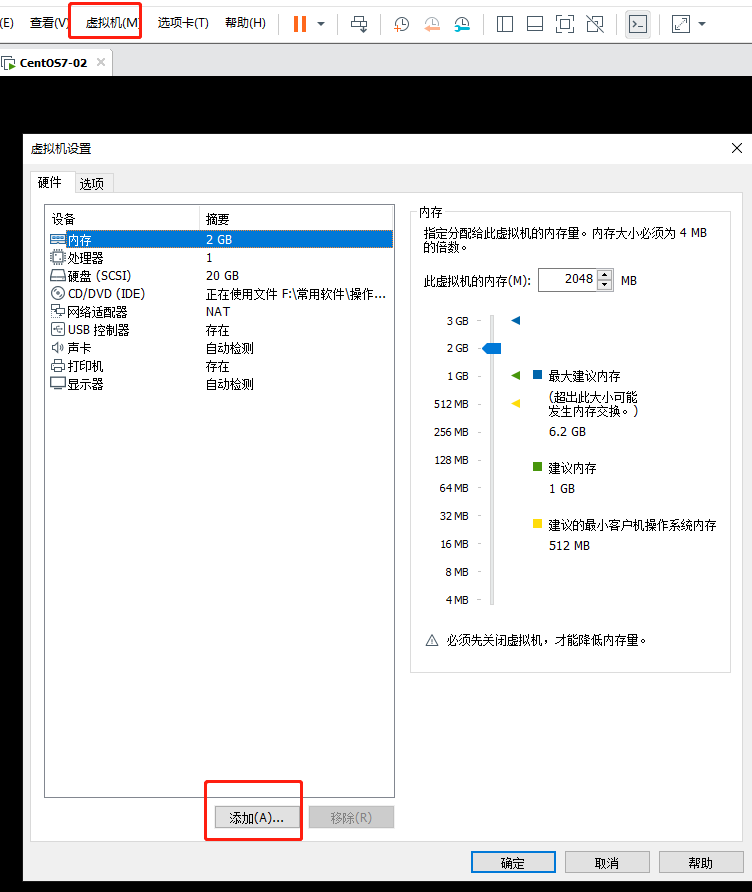 (E) 查看(V) 虚拟机(M) 选项卡(T) 帮助(H)
CentOS7-02
虚拟机设置
硬件 选项
设备 摘要
内存 2 GB
处理器 1
硬盘 (SCSI) 20 GB
CD/DVD (IDE) 正在使用文件 F:\常用软件\操作...
网络适配器 NAT
USB 控制器 存在
声卡 自动检测
打印机 存在
显示器 自动检测
添加(A)... 移除(R)
内存
指定分配给此虚拟机的内存量。内存大小必须为 4 MB
的倍数。
此虚拟机的内存(M): 2048 MB
3 GB
2 GB
1 GB
512 MB
256 MB
128 MB
64 MB
32 MB
16 MB
8 MB
4 MB
最大建议内存
(超出此大小可能
发生内存交换。)
6.2 GB
建议内存
1 GB
建议的最小客户机操作系统内存
512 MB
必须先关闭虚拟机，才能降低内存量。
确定 取消 帮助